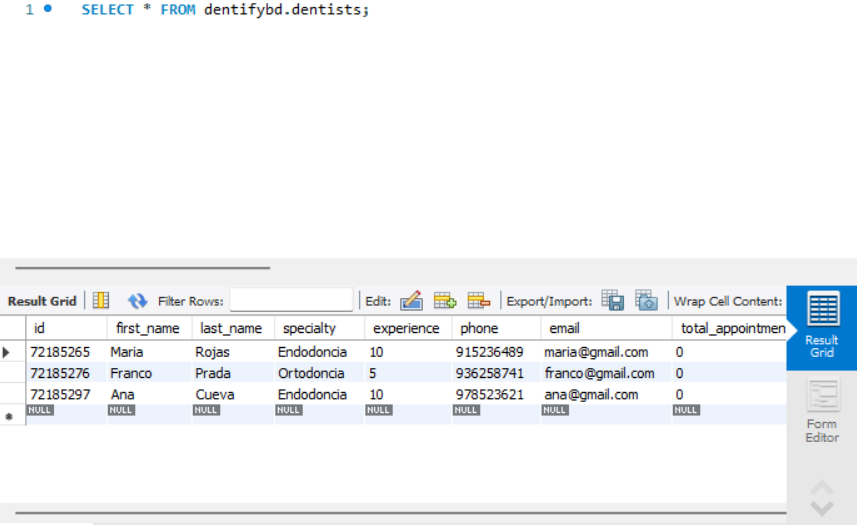 1 SELECT * FROM dentifybd.dentists;
Result Grid Filter Rows: Edit: Export/Import: Wrap Cell Content:
id first_name last_name specialty experience phone email total_appointmen
72185265 Maria Rojas Endodoncia 10 915236489 maria@gmail.com 0
72185276 Franco Prada Ortodoncia 5 936258741 franco@gmail.com 0
72185297 Ana Cueva Endodoncia 10 978523621 ana@gmail.com 0
NULL NULL NULL NULL NULL NULL NULL NULL
Result
Grid
Form
Editor